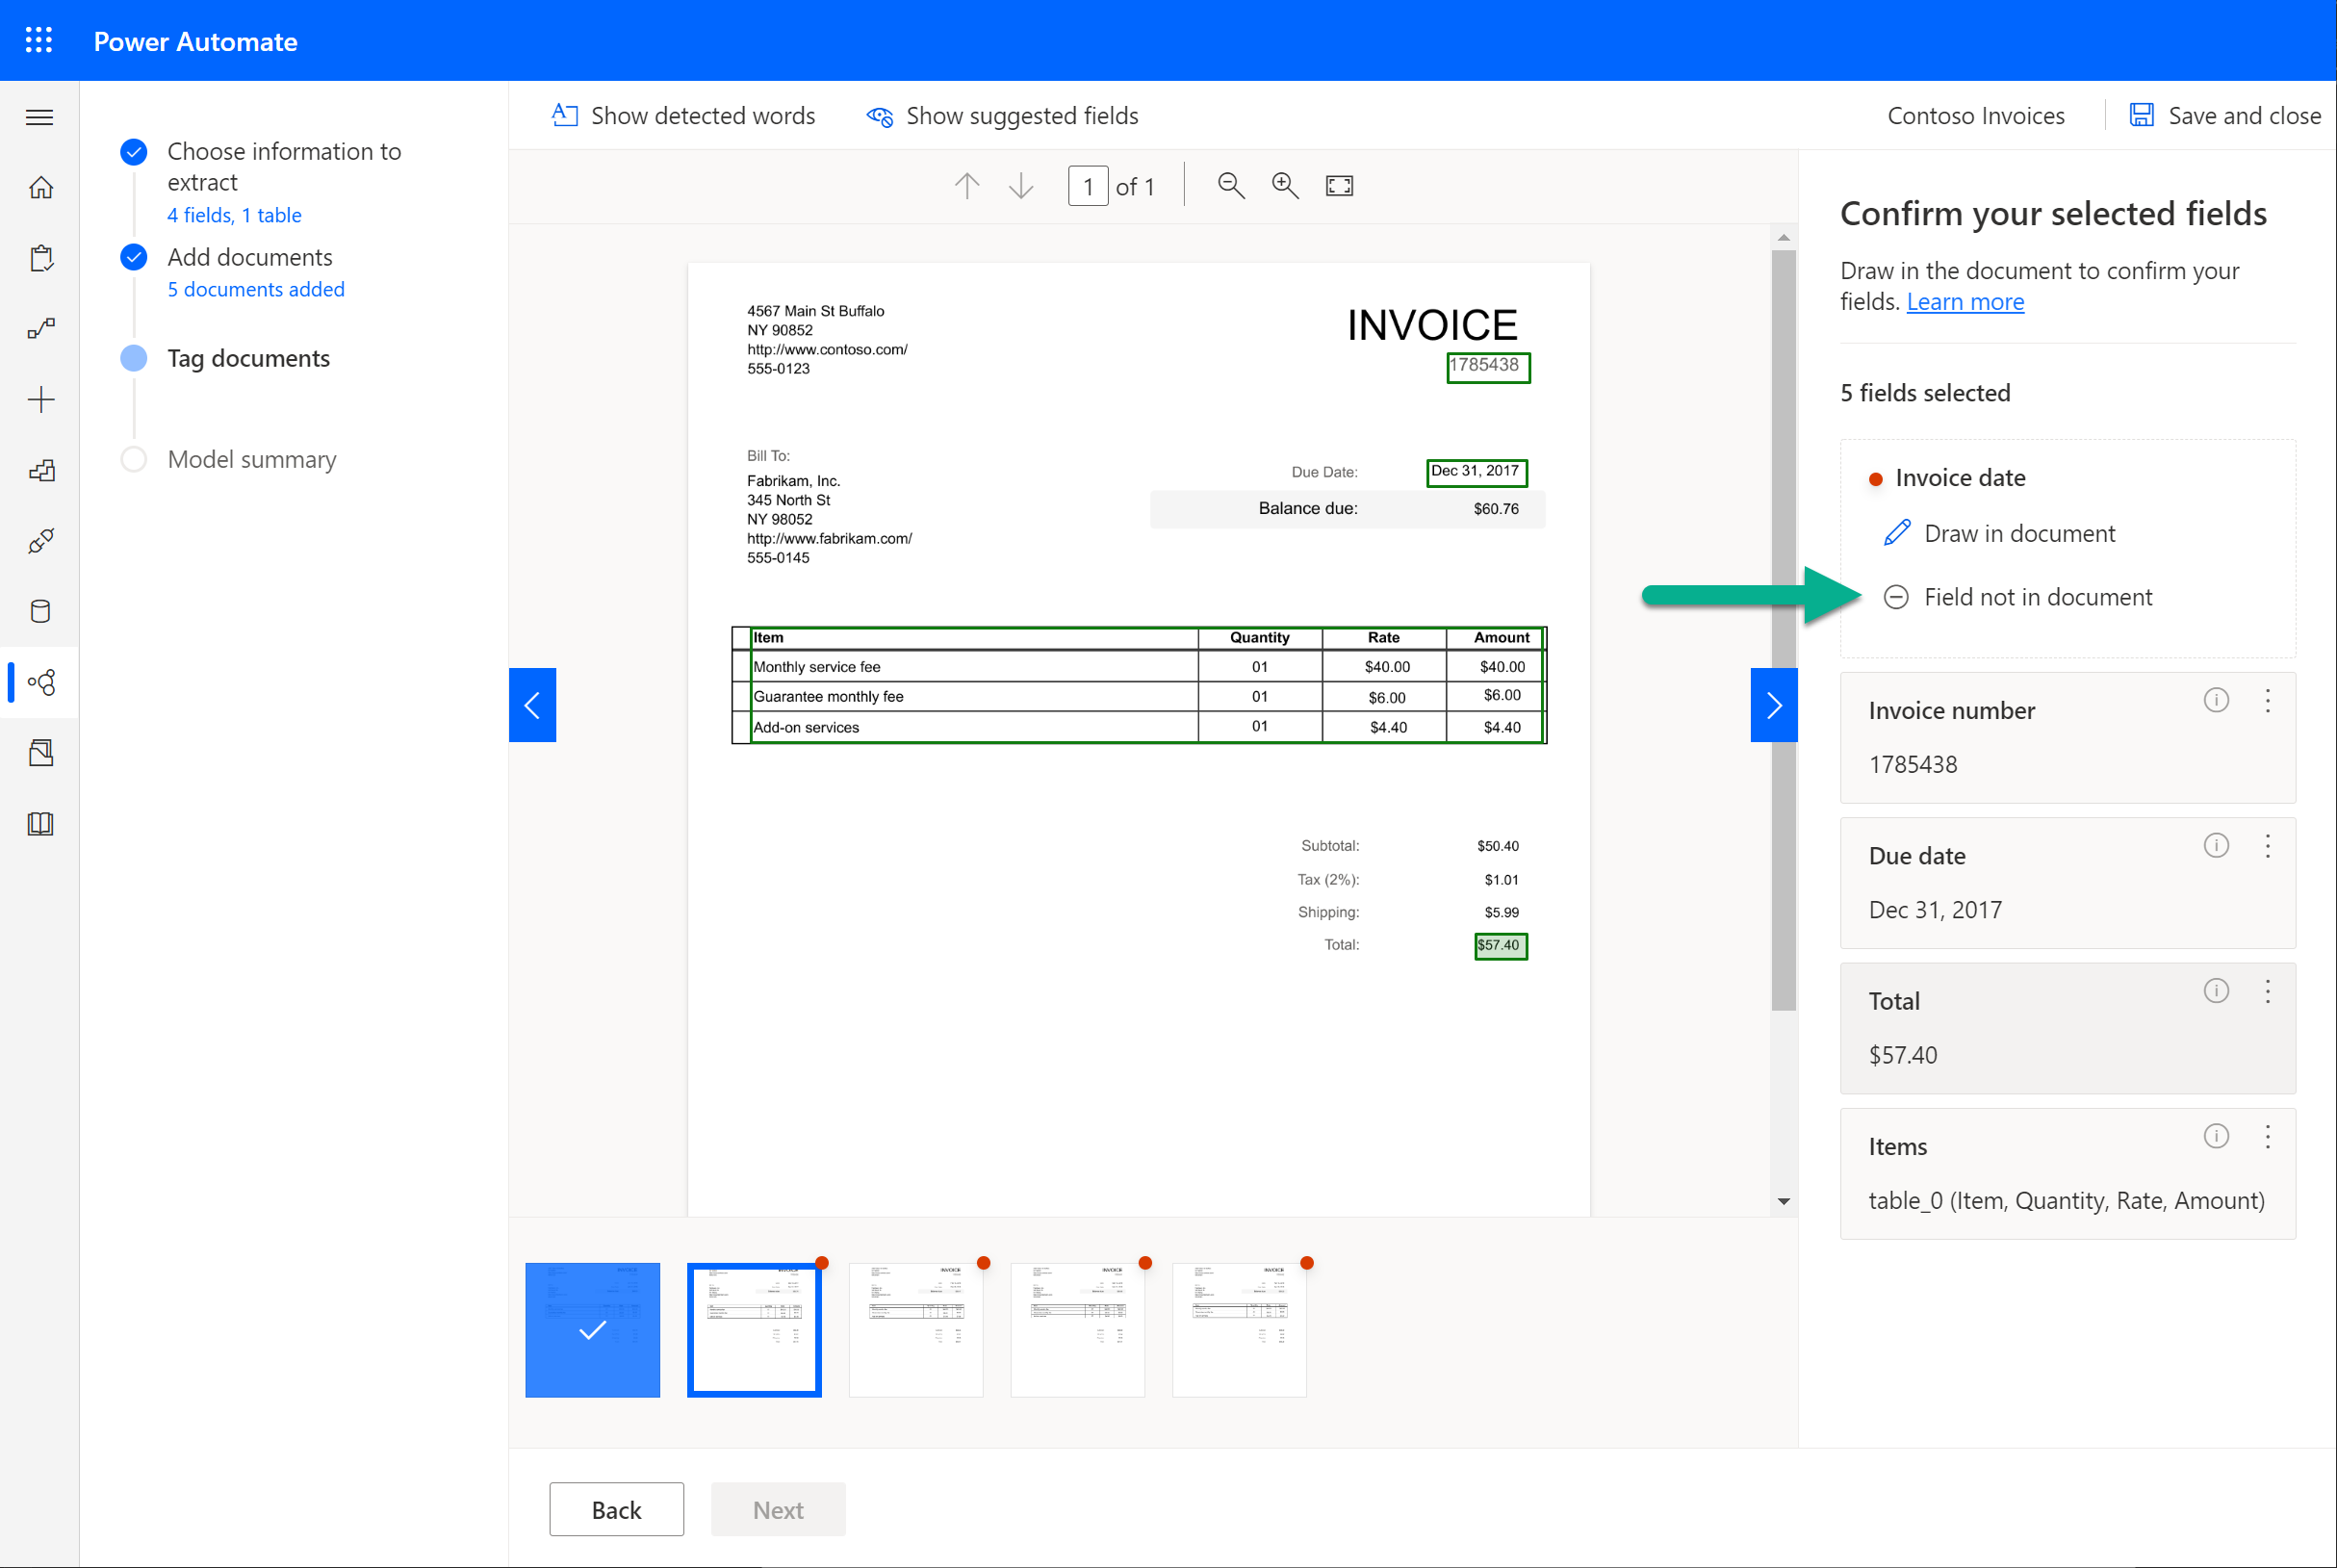 Power Automate
Choose information to
extract
4 fields, 1 table
Add documents
5 documents added
Tag documents
Model summary
Show detected words
Show suggested fields
Contoso Invoices
Save and close
1 of 1
4567 Main St Buffalo
NY 90852
http://www.contoso.com/
555-0123
INVOICE
1785438
Bill To:
Fabrikam, Inc.
345 North St
NY 98052
http://www.fabrikam.com/
555-0145
Due Date: Dec 31, 2017
Balance due: $60.76
Item Quantity Rate Amount
Monthly service fee 01 $40.00 $40.00
Guarantee monthly fee 01 $6.00 $6.00
Add-on services 01 $4.40 $4.40
Subtotal: $50.40
Tax (2%): $1.01
Shipping: $5.99
Total: $57.40
Confirm your selected fields
Draw in the document to confirm your
fields. Learn more
5 fields selected
Invoice date
Draw in document
Field not in document
Invoice number
1785438
Due date
Dec 31, 2017
Total
$57.40
Items
table_0 (Item, Quantity, Rate, Amount)
INVOICE
INVOICE
INVOICE
INVOICE
INVOICE
Back
Next